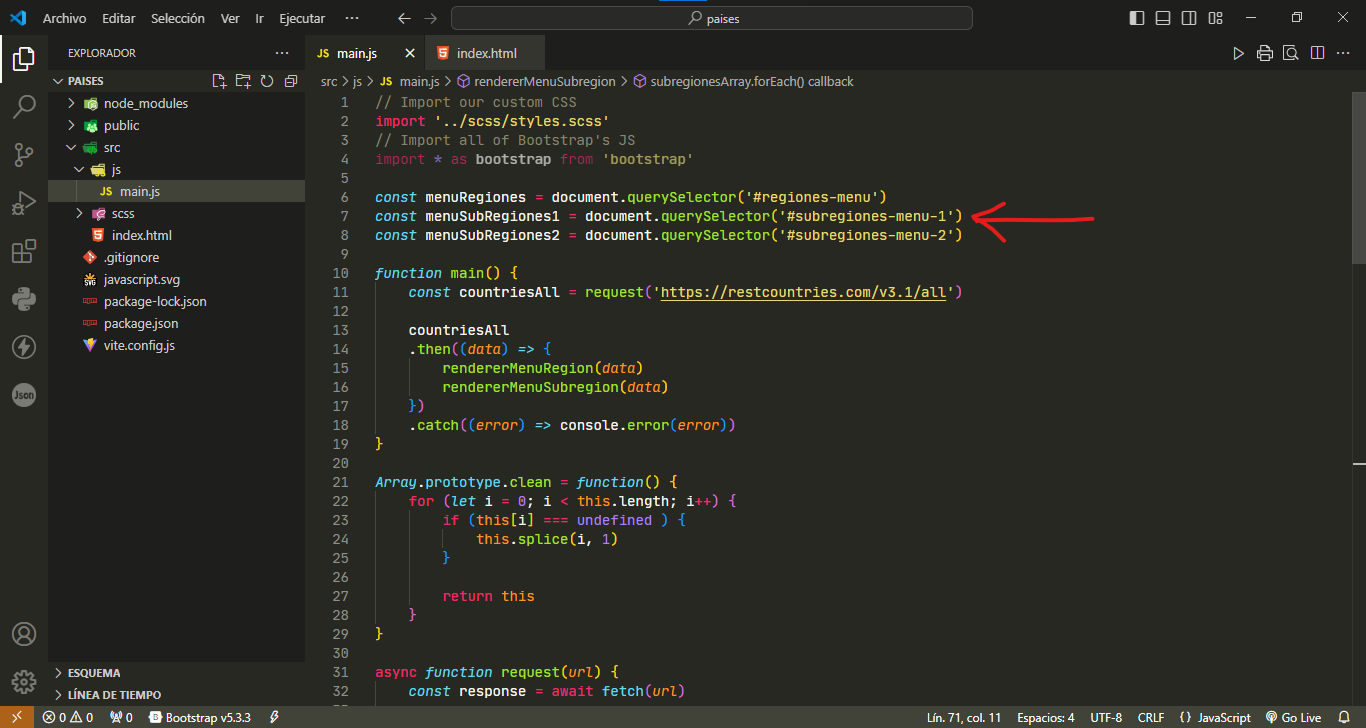 Archivo Editar Selección Ver Ir Ejecutar ··· paises
EXPLORADOR ···
JS main.js
index.html
PAISES
src > js > JS main.js > rendererMenuSubregion > subregionesArray.forEach() callback
node_modules
public
src
js
JS main.js
scss
index.html
.gitignore
javascript.svg
package-lock.json
package.json
vite.config.js
Json
ESQUEMA
LÍNEA DE TIEMPO
1 // Import our custom CSS
2 import '../scss/styles.scss'
3 // Import all of Bootstrap's JS
4 import * as bootstrap from 'bootstrap'
5
6 const menuRegiones = document.querySelector('#regiones-menu')
7 const menuSubRegiones1 = document.querySelector('#subregiones-menu-1')
8 const menuSubRegiones2 = document.querySelector('#subregiones-menu-2')
9
10 function main() {
11 const countriesAll = request('https://restcountries.com/v3.1/all')
12
13 countriesAll
14 .then((data) => {
15 rendererMenuRegion(data)
16 rendererMenuSubregion(data)
17 })
18 .catch((error) => console.error(error))
19 }
20
21 Array.prototype.clean = function() {
22 for (let i = 0; i < this.length; i++) {
23 if (this[i] === undefined ) {
24 this.splice(i, 1)
25 }
26
27 return this
28 }
29 }
30
31 async function request(url) {
32 const response = await fetch(url)
0 0 0 Bootstrap v5.3.3 Lín. 71, col. 11 Espacios: 4 UTF-8 CRLF {} JavaScript Go Live